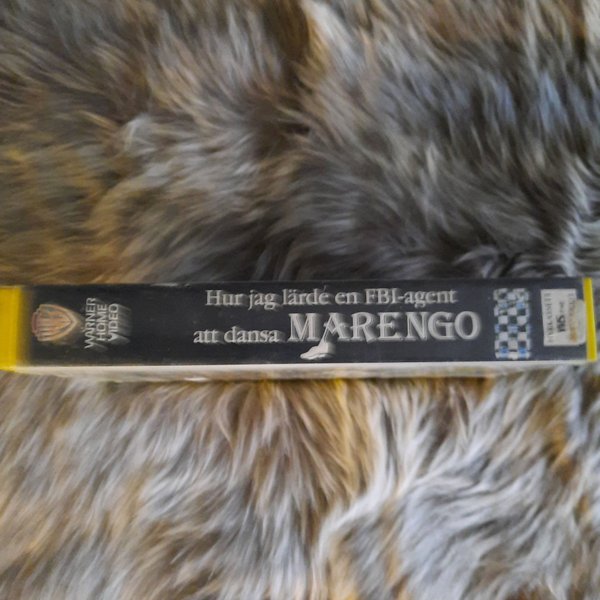 WARNER
HOME
VIDEO
Hur jag lärde en FBI-agent
att dansa MARENGO
VHS